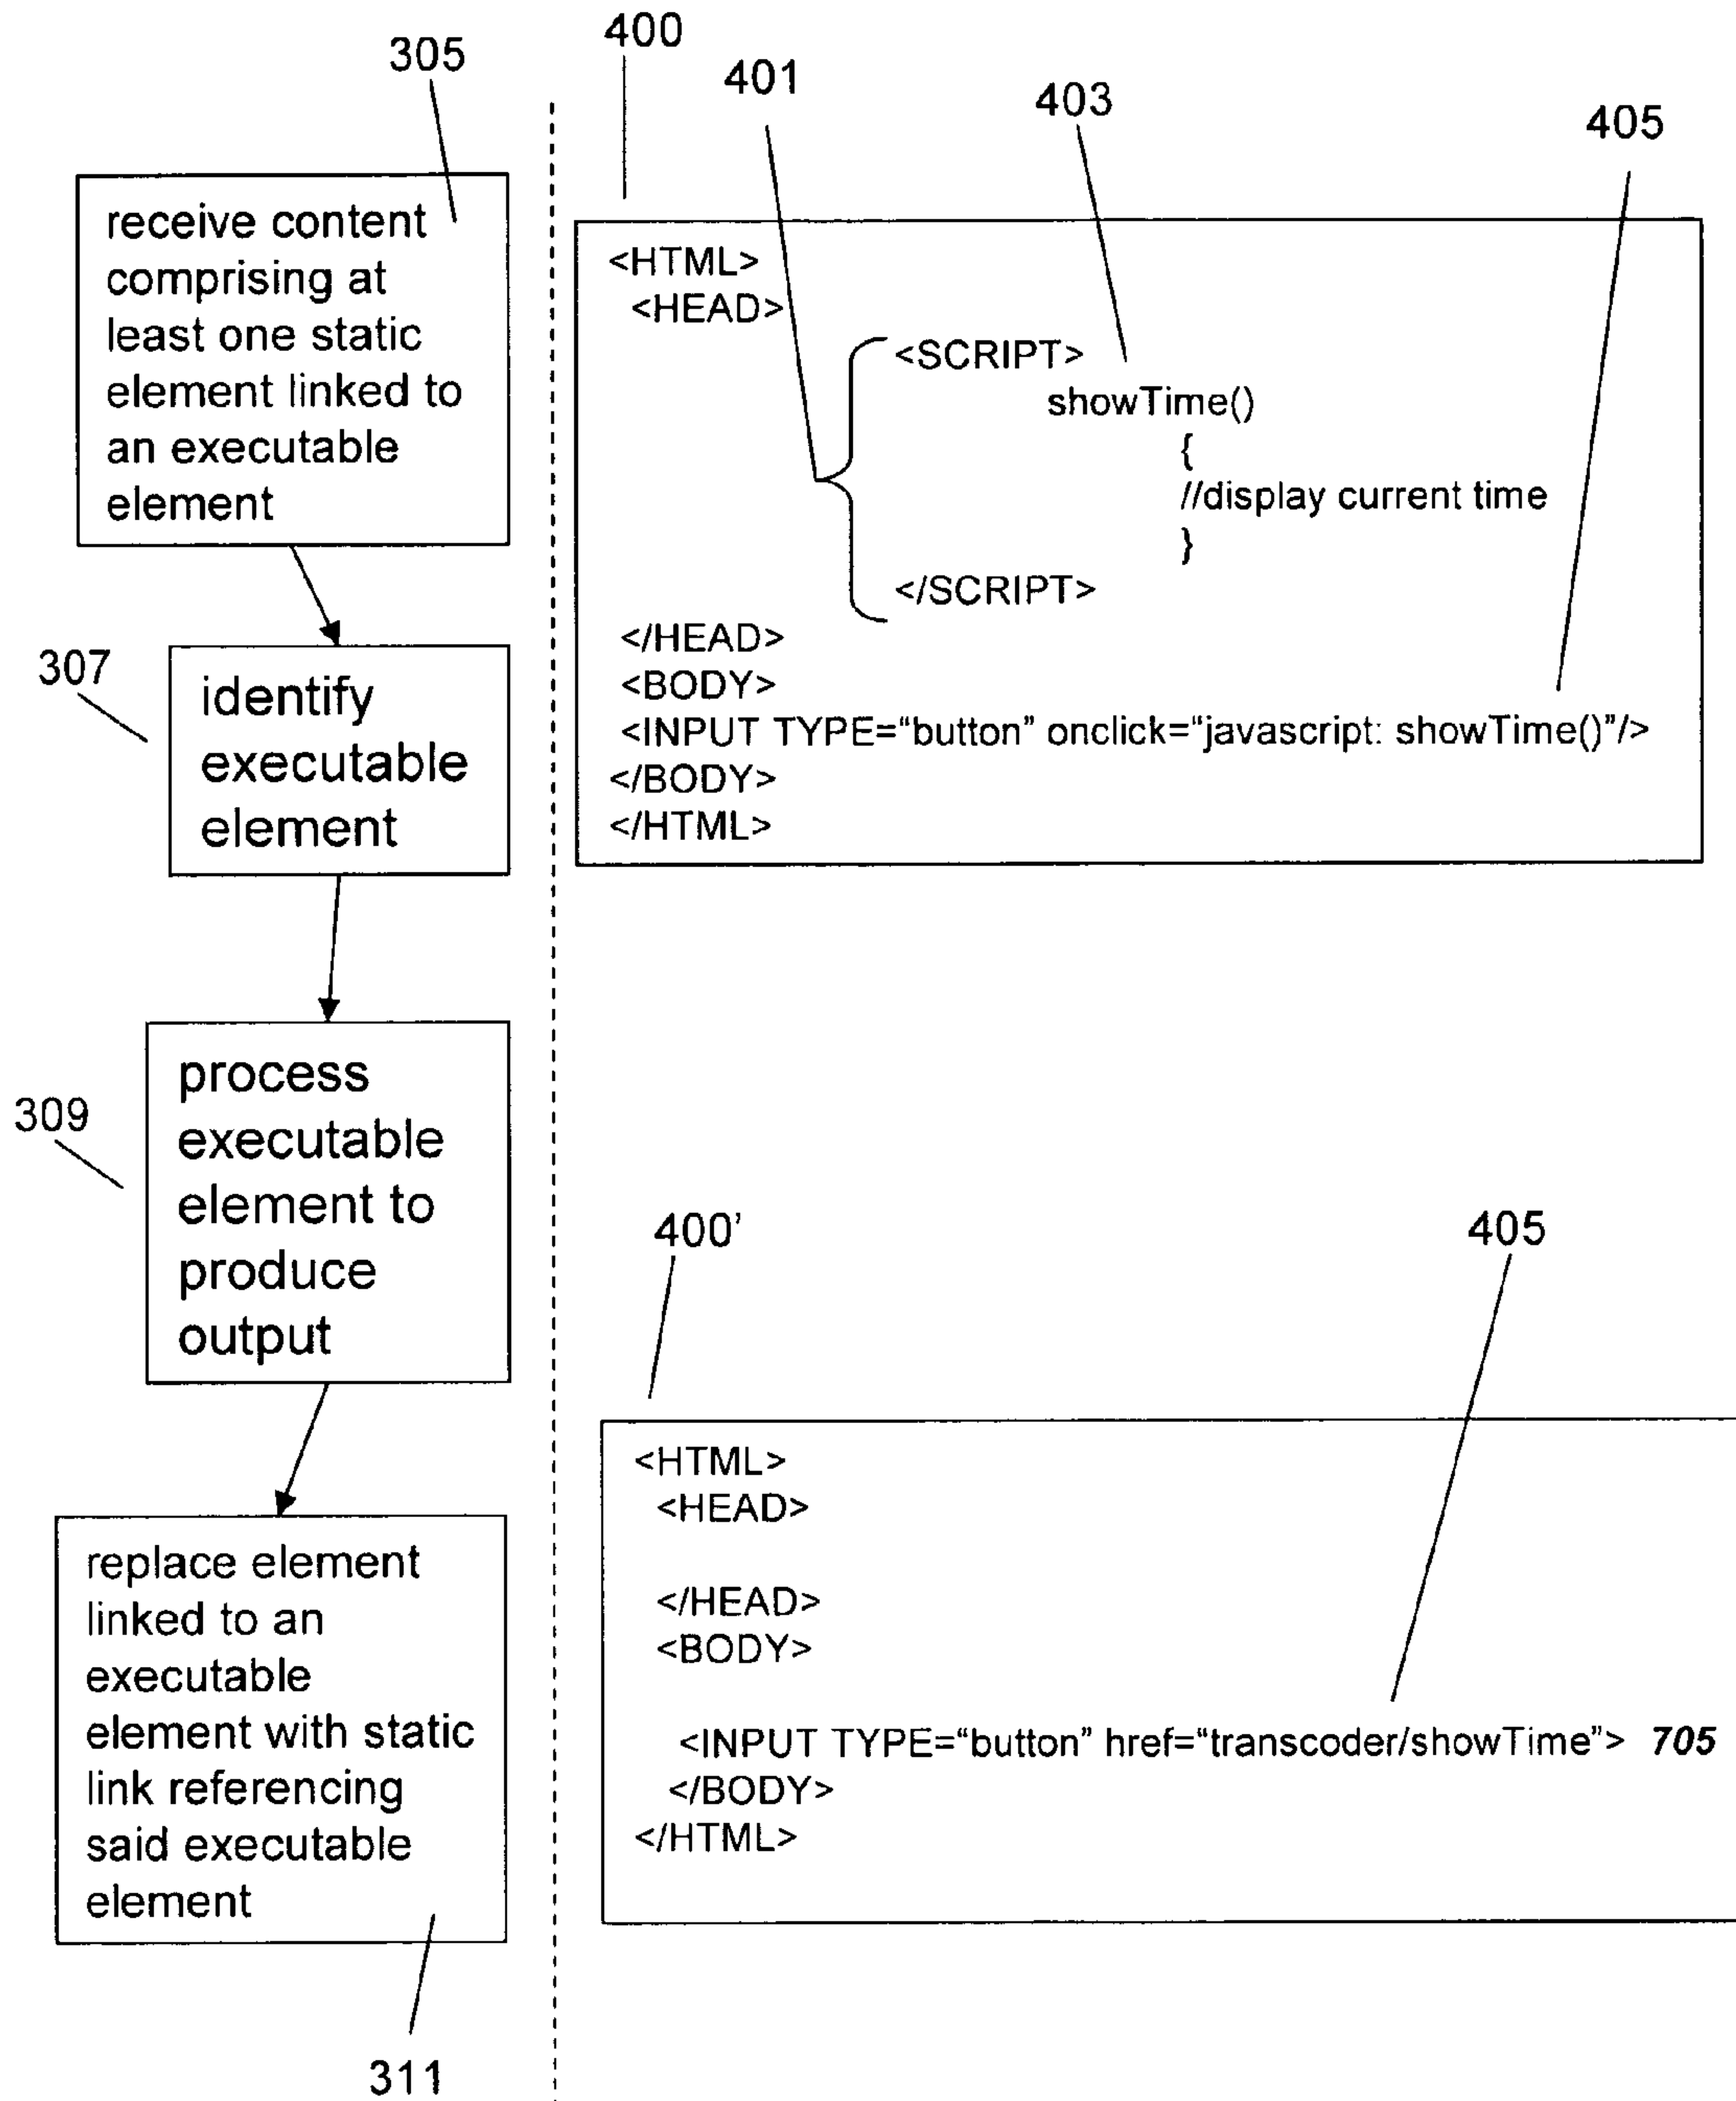 305
receive content
comprising at
least one static
element linked to
an executable
element
307
identify
executable
element
309
process
executable
element to
produce
output
replace element
linked to an
executable
element with static
link referencing
said executable
element
311
400
401
403
405
<HTML>
<HEAD>
<SCRIPT>
showTime()
{
//display current time
}
</SCRIPT>
</HEAD>
<BODY>
<INPUT TYPE=“button” onclick=“javascript: showTime()”/>
</BODY>
</HTML>
400’
405
<HTML>
<HEAD>
</HEAD>
<BODY>
<INPUT TYPE=“button” href=“transcoder/showTime”> 705
</BODY>
</HTML>